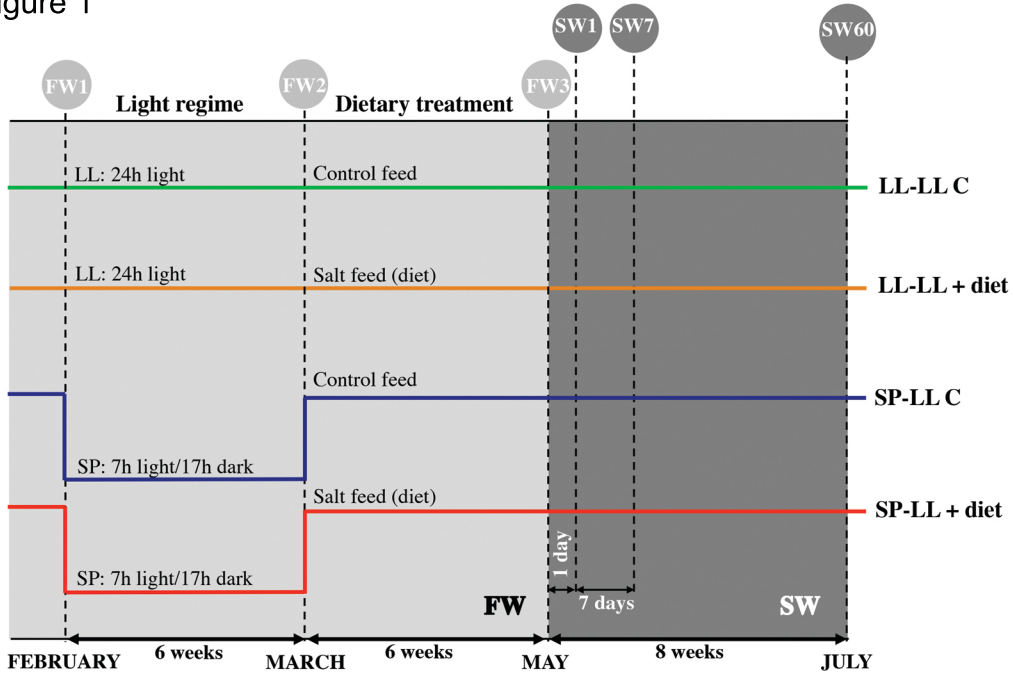 SW1 SW7 SW60
FW1 FW2 FW3
Light regime Dietary treatment
LL: 24h light Control feed
LL-LL C
LL: 24h light Salt feed (diet)
LL-LL + diet
Control feed
SP-LL C
SP: 7h light/17h dark
Salt feed (diet)
SP-LL + diet
SP: 7h light/17h dark
1 day
7 days
FW SW
6 weeks 6 weeks 8 weeks
FEBRUARY MARCH MAY JULY